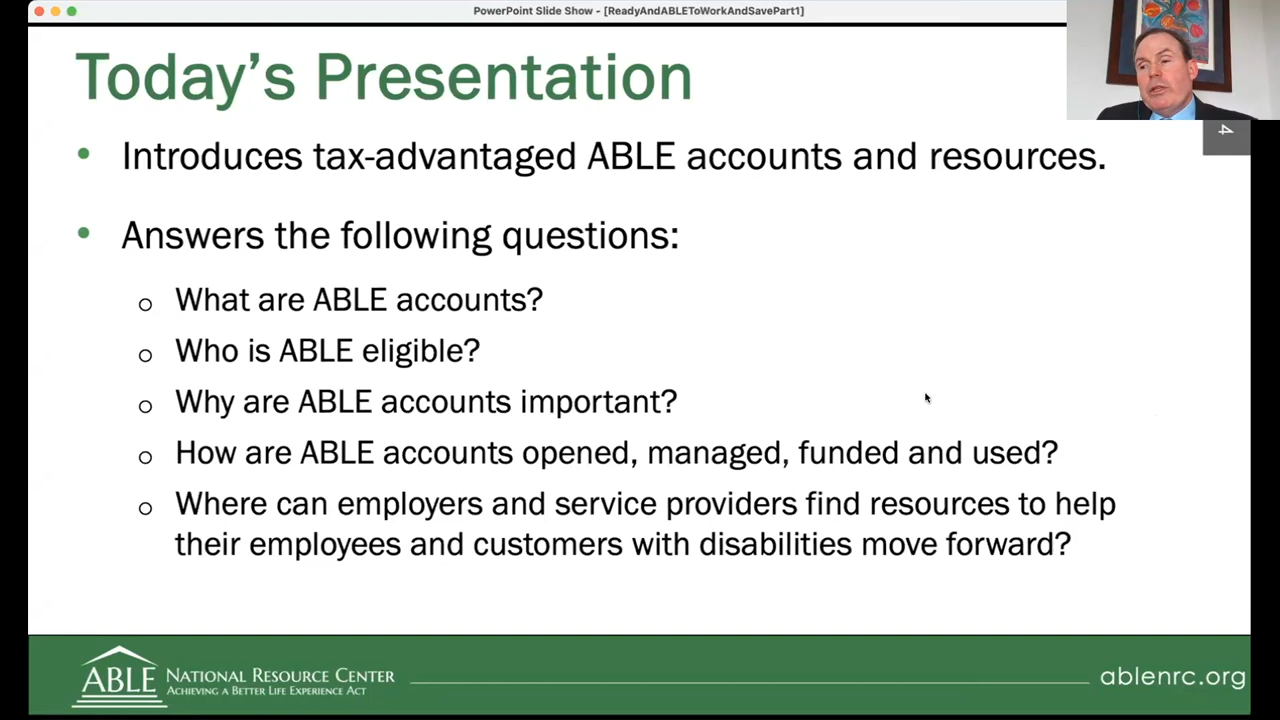 PowerPoint Slide Show - [ReadyAndABLEToWorkAndSavePart1]
Today's Presentation
• Introduces tax-advantaged ABLE accounts and resources.
• Answers the following questions:
o What are ABLE accounts?
o Who is ABLE eligible?
o Why are ABLE accounts important?
o How are ABLE accounts opened, managed, funded and used?
o Where can employers and service providers find resources to help
their employees and customers with disabilities move forward?
4
ABLE NATIONAL RESOURCE CENTER
ACHIEVING A BETTER LIFE EXPERIENCE ACT
ablenrc.org